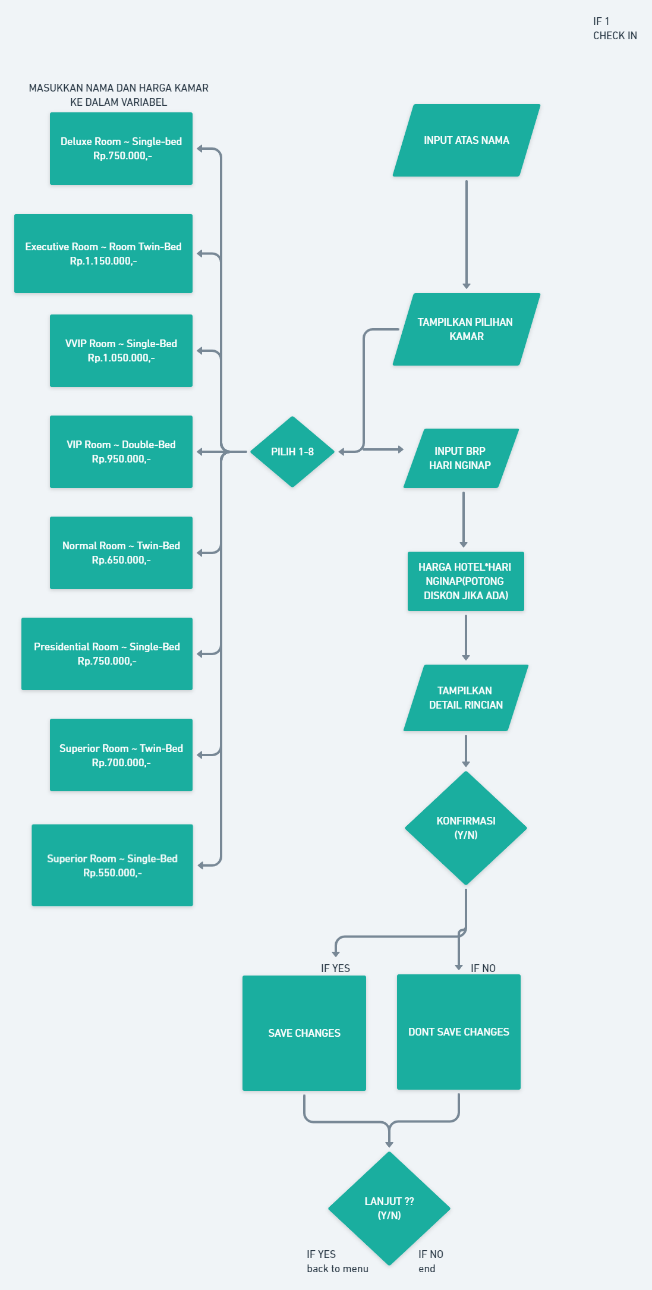 IF 1
CHECK IN
MASUKKAN NAMA DAN HARGA KAMAR
KE DALAM VARIABEL
Deluxe Room ~ Single-bed
Rp.750.000,-
Executive Room ~ Room Twin-Bed
Rp.1.150.000,-
VVIP Room ~ Single-Bed
Rp.1.050.000,-
VIP Room ~ Double-Bed
Rp.950.000,-
Normal Room ~ Twin-Bed
Rp.650.000,-
Presidential Room ~ Single-Bed
Rp.750.000,-
Superior Room ~ Twin-Bed
Rp.700.000,-
Superior Room ~ Single-Bed
Rp.550.000,-
PILIH 1-8
INPUT ATAS NAMA
TAMPILKAN PILIHAN
KAMAR
INPUT BRP
HARI NGINAP
HARGA HOTEL*HARI
NGINAP(POTONG
DISKON JIKA ADA)
TAMPILKAN
DETAIL RINCIAN
KONFIRMASI
(Y/N)
IF YES
IF NO
SAVE CHANGES
DONT SAVE CHANGES
LANJUT ??
(Y/N)
IF YES
back to menu
IF NO
end